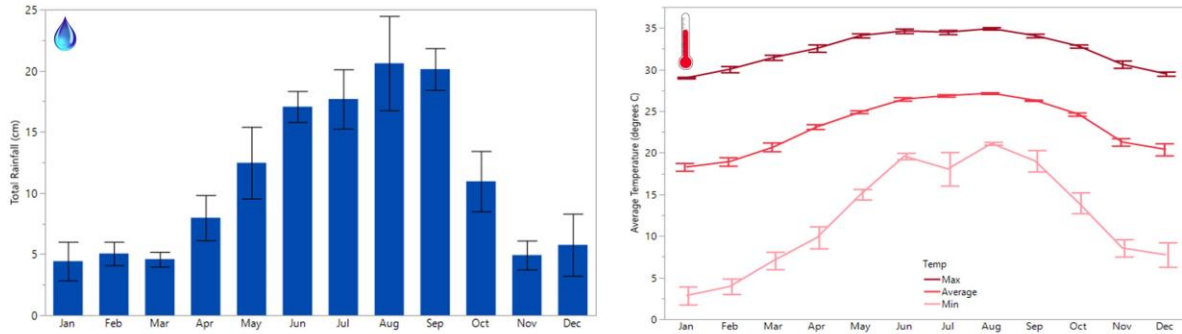 25
20
15
10
5
0
Total Rainfall (cm)
Jan Feb Mar Apr May Jun Jul Aug Sep Oct Nov Dec
35
30
25
20
15
10
5
0
Average Temperature (degrees C)
Temp
Max
Average
Min
Jan Feb Mar Apr May Jun Jul Aug Sep Oct Nov Dec